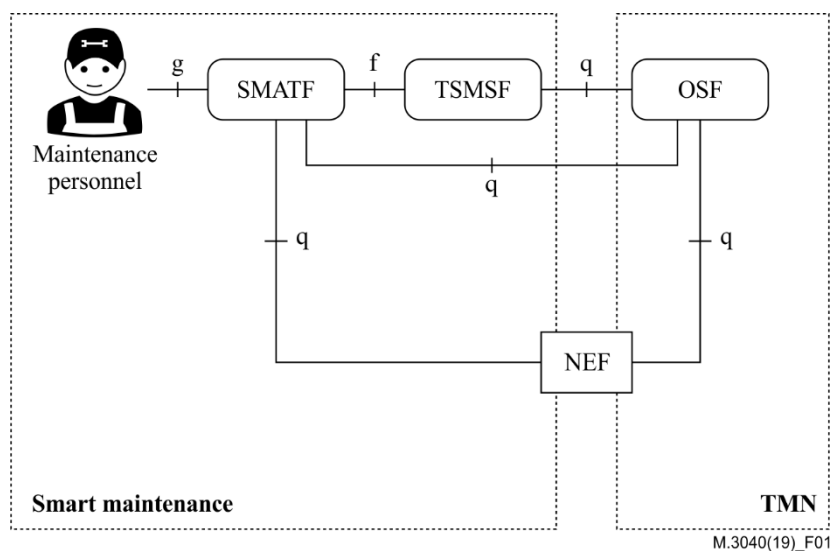 g
SMATF
f
TSMSF
q
OSF
Maintenance
personnel
q
q
q
NEF
Smart maintenance
TMN
M.3040(19)_F01